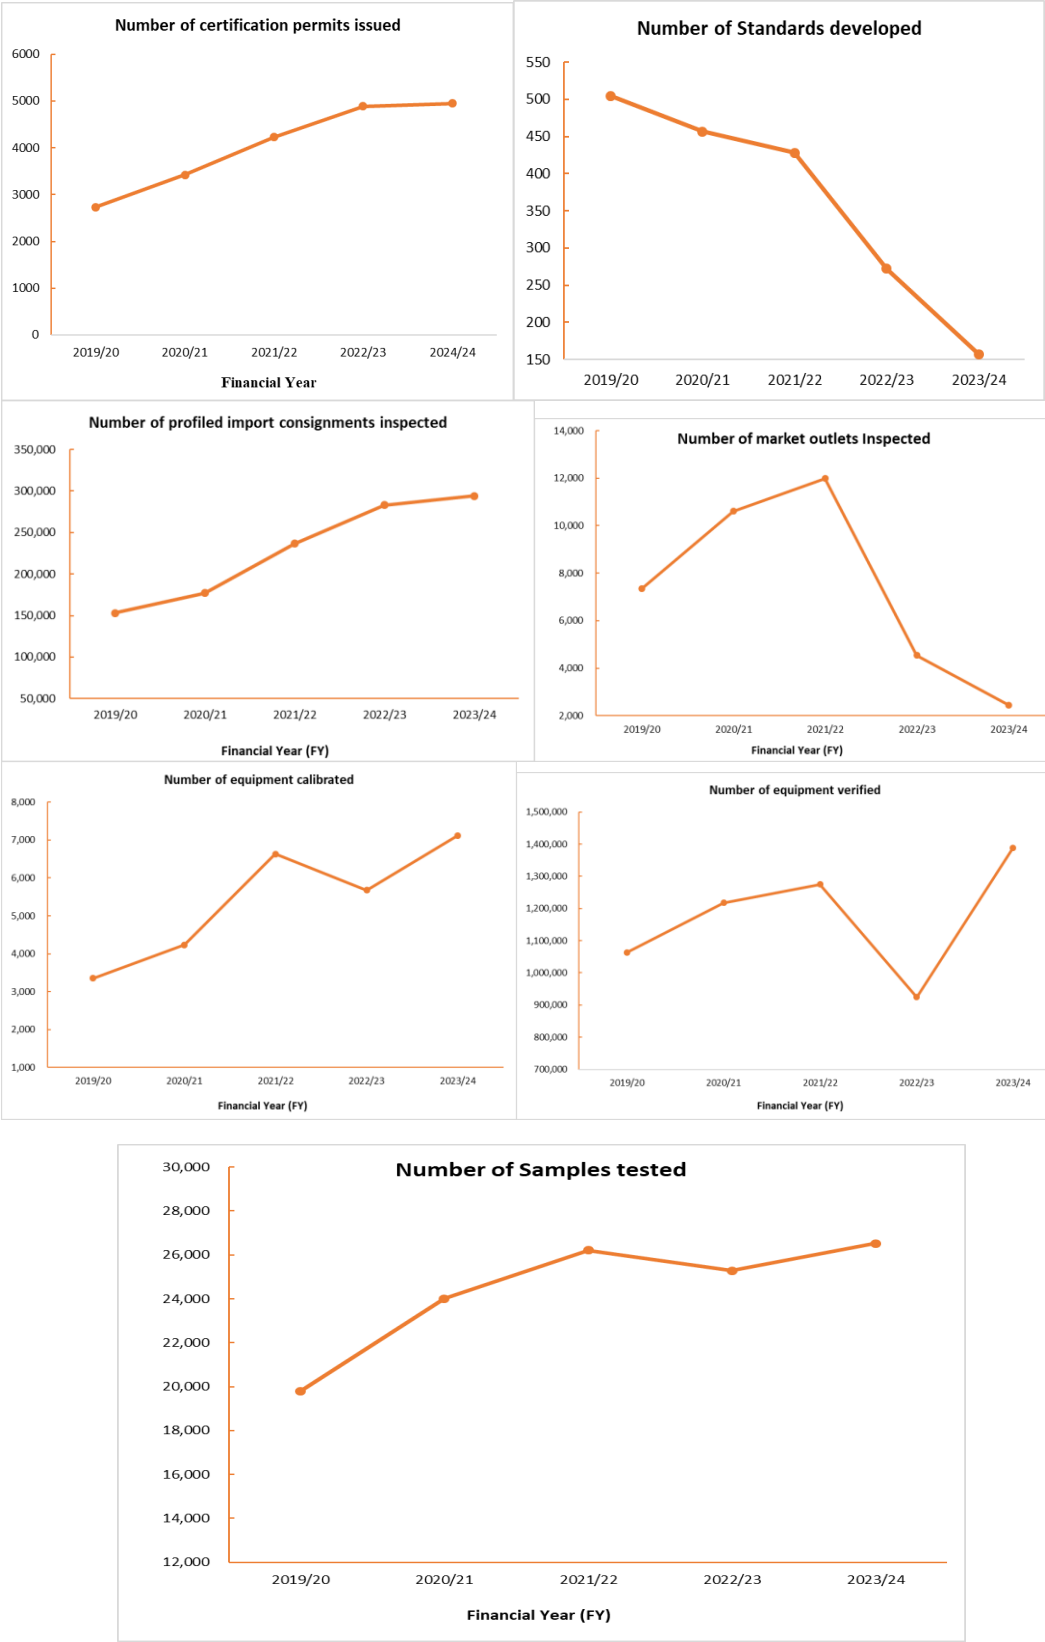 Number of certification permits issued
6000
5000
4000
3000
2000
1000
0
2019/20 2020/21 2021/22 2022/23 2024/24
Financial Year
Number of Standards developed
550
500
450
400
350
300
250
200
150
2019/20 2020/21 2021/22 2022/23 2023/24
Number of profiled import consignments inspected
350,000
300,000
250,000
200,000
150,000
100,000
50,000
2019/20 2020/21 2021/22 2022/23 2023/24
Financial Year (FY)
Number of market outlets Inspected
14,000
12,000
10,000
8,000
6,000
4,000
2,000
2019/20 2020/21 2021/22 2022/23 2023/24
Financial Year (FY)
Number of equipment calibrated
8,000
7,000
6,000
5,000
4,000
3,000
2,000
1,000
2019/20 2020/21 2021/22 2022/23 2023/24
Financial Year (FY)
Number of equipment verified
1,500,000
1,400,000
1,300,000
1,200,000
1,100,000
1,000,000
900,000
800,000
700,000
2019/20 2020/21 2021/22 2022/23 2023/24
Financial Year (FY)
Number of Samples tested
30,000
28,000
26,000
24,000
22,000
20,000
18,000
16,000
14,000
12,000
2019/20 2020/21 2021/22 2022/23 2023/24
Financial Year (FY)